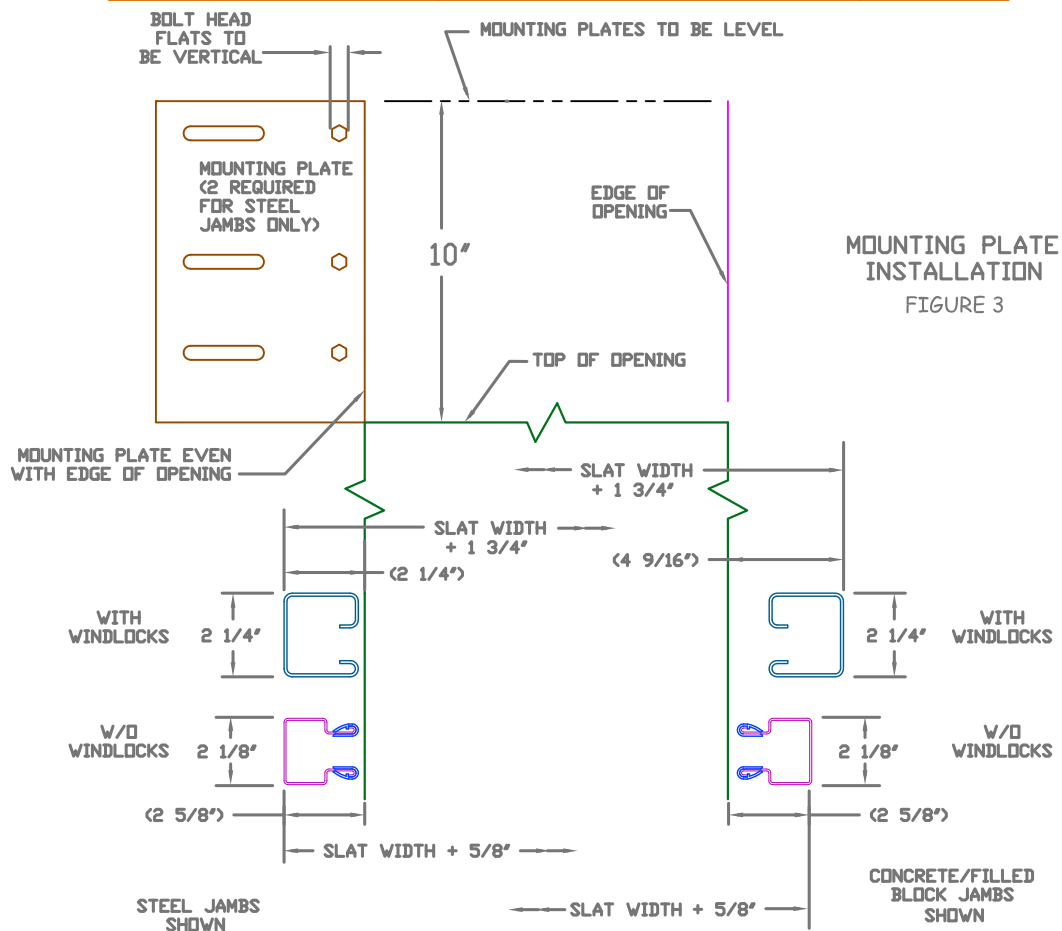 BOLT HEAD
FLATS TO
BE VERTICAL
MOUNTING PLATES TO BE LEVEL
MOUNTING PLATE
(2 REQUIRED
FOR STEEL
JAMBS ONLY)
10"
EDGE OF
OPENING
MOUNTING PLATE
INSTALLATION
FIGURE 3
TOP OF OPENING
MOUNTING PLATE EVEN
WITH EDGE OF OPENING
SLAT WIDTH
+ 1 3/4"
SLAT WIDTH
+ 1 3/4"
(2 1/4")
(4 9/16")
WITH
WINDLOCKS
2 1/4"
2 1/4"
WITH
WINDLOCKS
W/O
WINDLOCKS
2 1/8"
2 1/8"
W/O
WINDLOCKS
(2 5/8")
(2 5/8")
SLAT WIDTH + 5/8"
SLAT WIDTH + 5/8"
STEEL JAMBS
SHOWN
CONCRETE/FILLED
BLOCK JAMBS
SHOWN